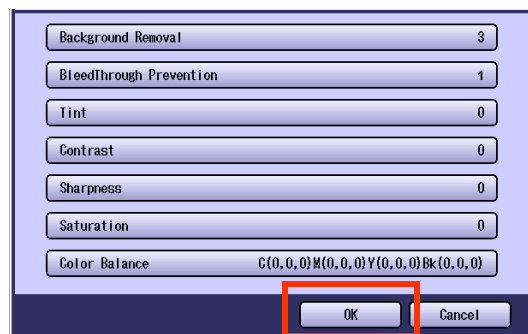 Background Removal 3
BleedThrough Prevention 1
Tint 0
Contrast 0
Sharpness 0
Saturation 0
Color Balance C(0,0,0)M(0,0,0)Y(0,0,0)Bk(0,0,0)
OK Cancel